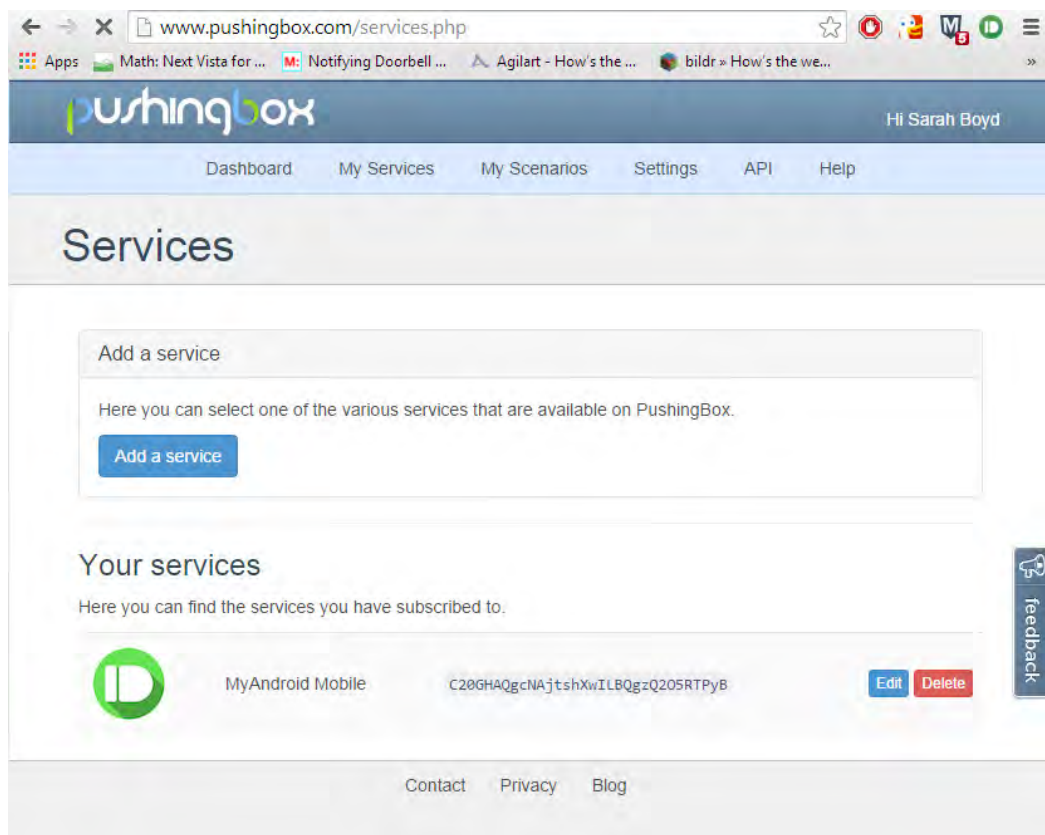 www.pushingbox.com/services.php
Apps Math: Next Vista for ... M: Notifying Doorbell ... Agilart - How's the ... bildr » How's the we... »
pushingbox
Hi Sarah Boyd
Dashboard My Services My Scenarios Settings API Help
Services
Add a service
Here you can select one of the various services that are available on PushingBox.
Add a service
Your services
Here you can find the services you have subscribed to.
MyAndroid Mobile C20GHAQgcNAjtshXwILBQgzQ2O5RTPyB Edit Delete
feedback
Contact Privacy Blog